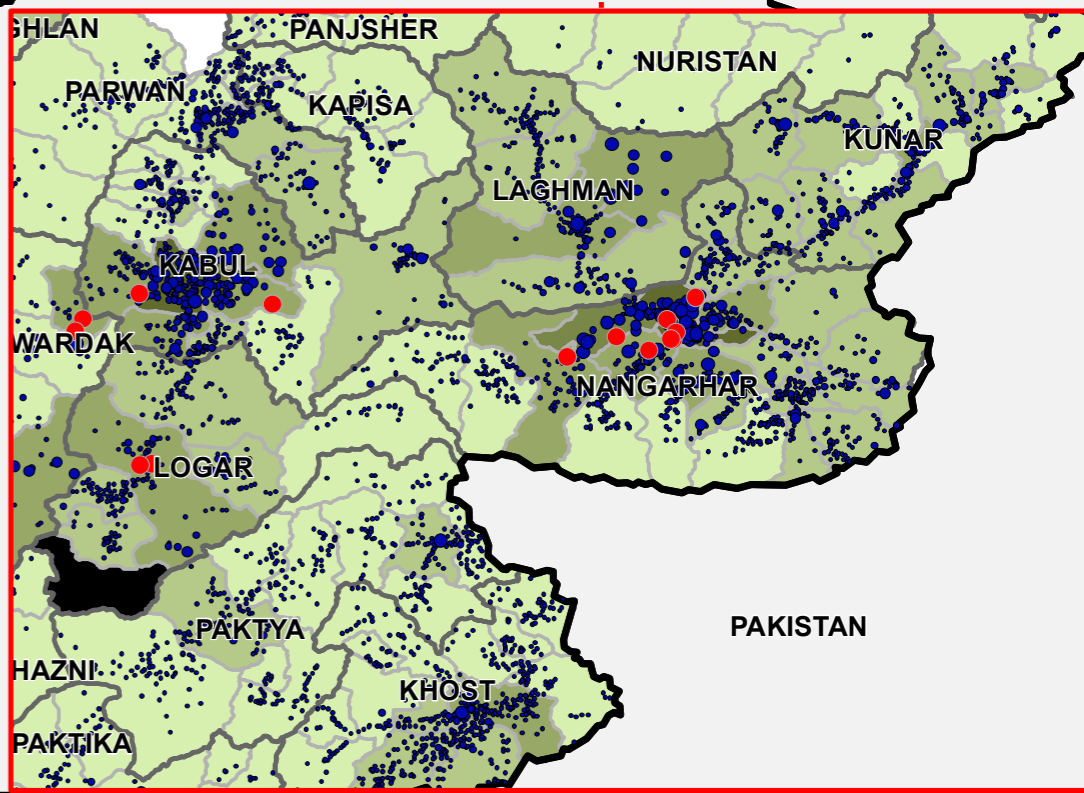 GHLAN
PANJSHER
NURISTAN
PARWAN
KAPISA
KUNAR
LAGHMAN
KABUL
WARDAK
NANGARHAR
LOGAR
PAKTYA
PAKISTAN
HAZNI
KHOST
PAKTIKA